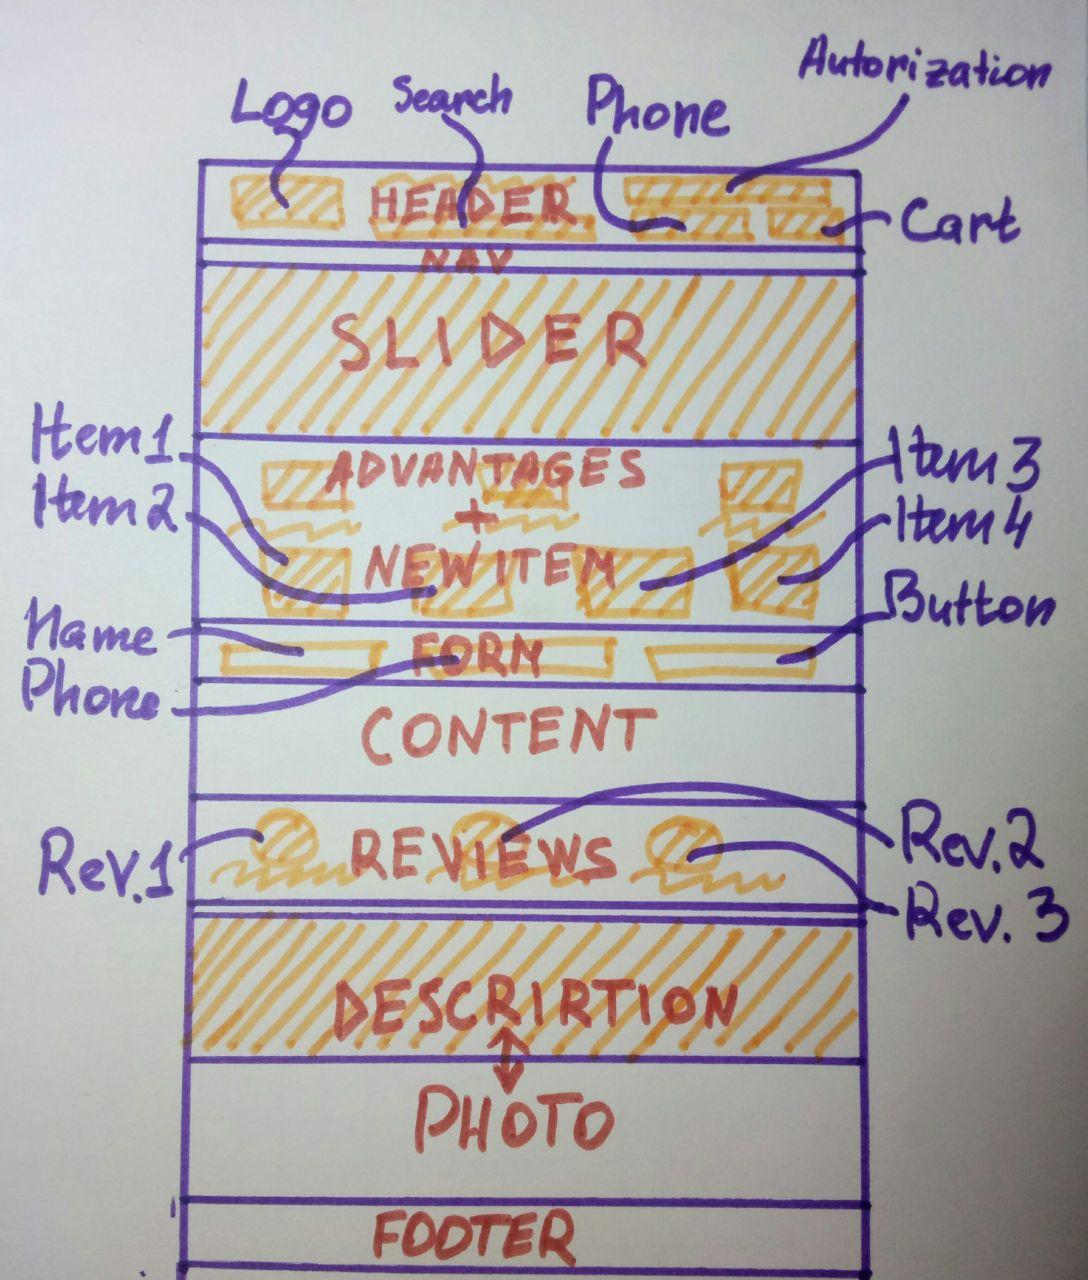 Autorization
Logo Search Phone
HEADER
Cart
NAV
SLIDER
Item 1
Item 2
ADVANTAGES
+
NEW ITEM
Item 3
Item 4
Button
Name
Phone
FORM
CONTENT
Rev.1
REVIEWS
Rev.2
Rev. 3
DESCRIRTION
PHOTO
FOOTER